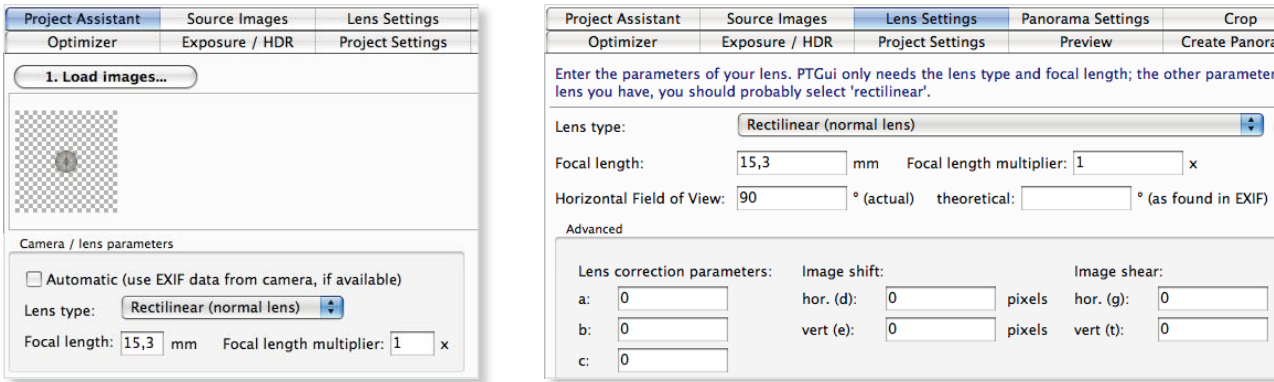 Project Assistant Source Images Lens Settings
Optimizer Exposure / HDR Project Settings
1. Load images...
Camera / lens parameters
Automatic (use EXIF data from camera, if available)
Lens type: Rectilinear (normal lens)
Focal length: 15,3 mm Focal length multiplier: 1 x
Project Assistant Source Images Lens Settings Panorama Settings Crop
Optimizer Exposure / HDR Project Settings Preview Create Panora
Enter the parameters of your lens. PTGui only needs the lens type and focal length; the other parameter
lens you have, you should probably select 'rectilinear'.
Lens type: Rectilinear (normal lens)
Focal length: 15,3 mm Focal length multiplier: 1 x
Horizontal Field of View: 90 ° (actual) theoretical: ° (as found in EXIF)
Advanced
Lens correction parameters: Image shift: Image shear:
a: 0 hor. (d): 0 pixels hor. (g): 0
b: 0 vert (e): 0 pixels vert (t): 0
c: 0